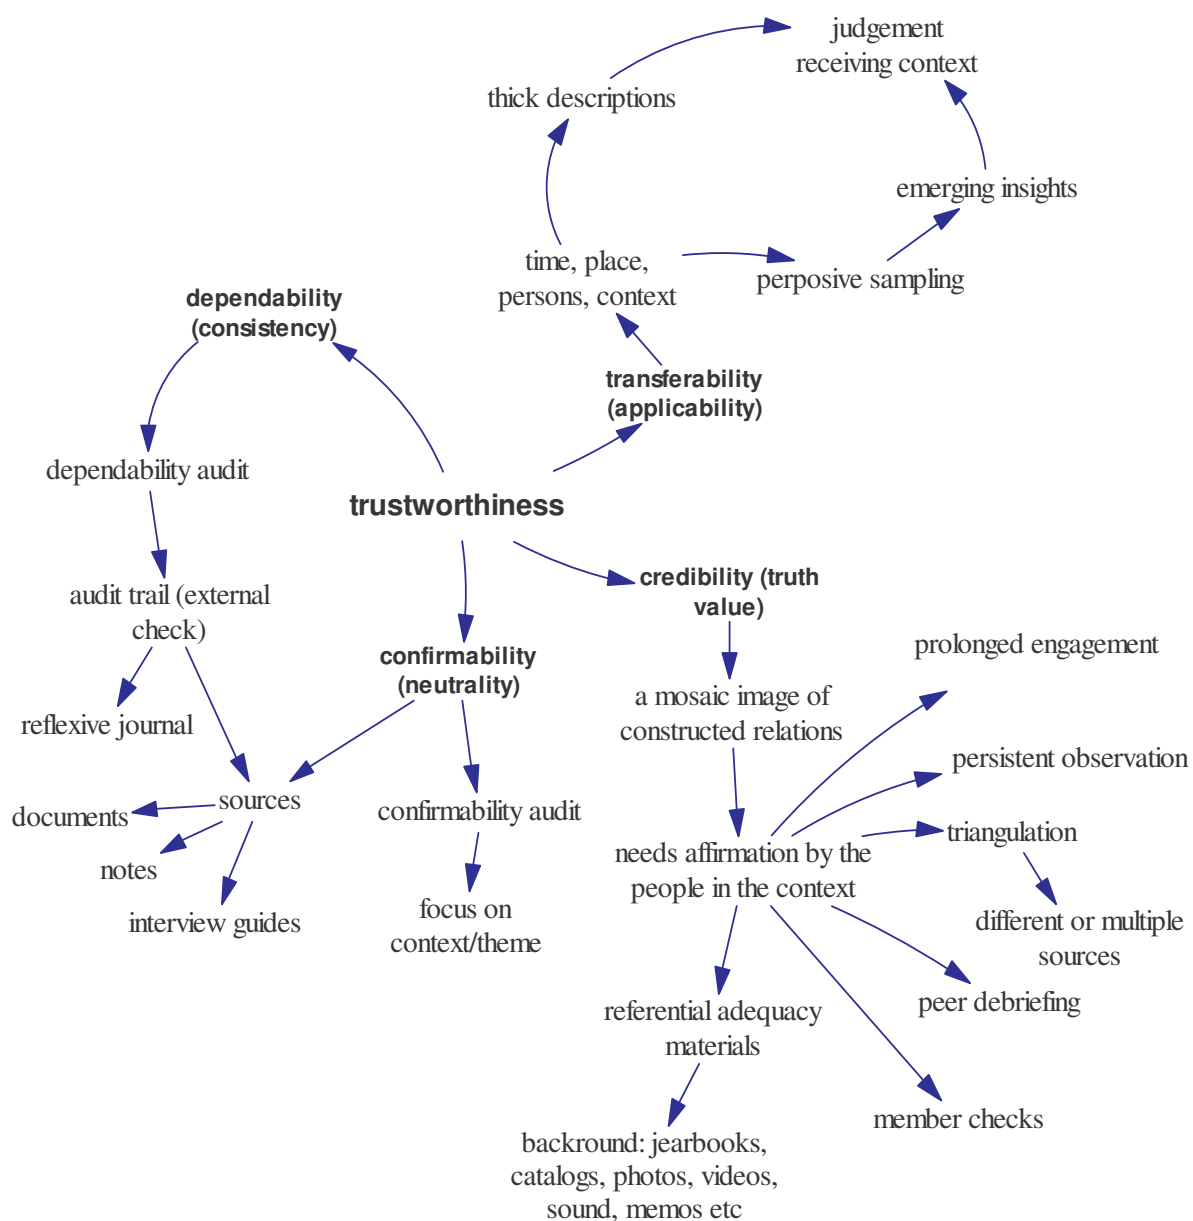 judgement
receiving context
thick descriptions
emerging insights
time, place,
persons, context
perposive sampling
dependability
(consistency)
transferability
(applicability)
dependability audit
trustworthiness
audit trail (external
check)
credibility (truth
value)
confirmability
(neutrality)
prolonged engagement
a mosaic image of
constructed relations
reflexive journal
persistent observation
sources
documents
confirmability audit
triangulation
needs affirmation by the
people in the context
notes
interview guides
focus on
context/theme
different or multiple
sources
peer debriefing
referential adequacy
materials
member checks
backround: jearbooks,
catalogs, photos, videos,
sound, memos etc